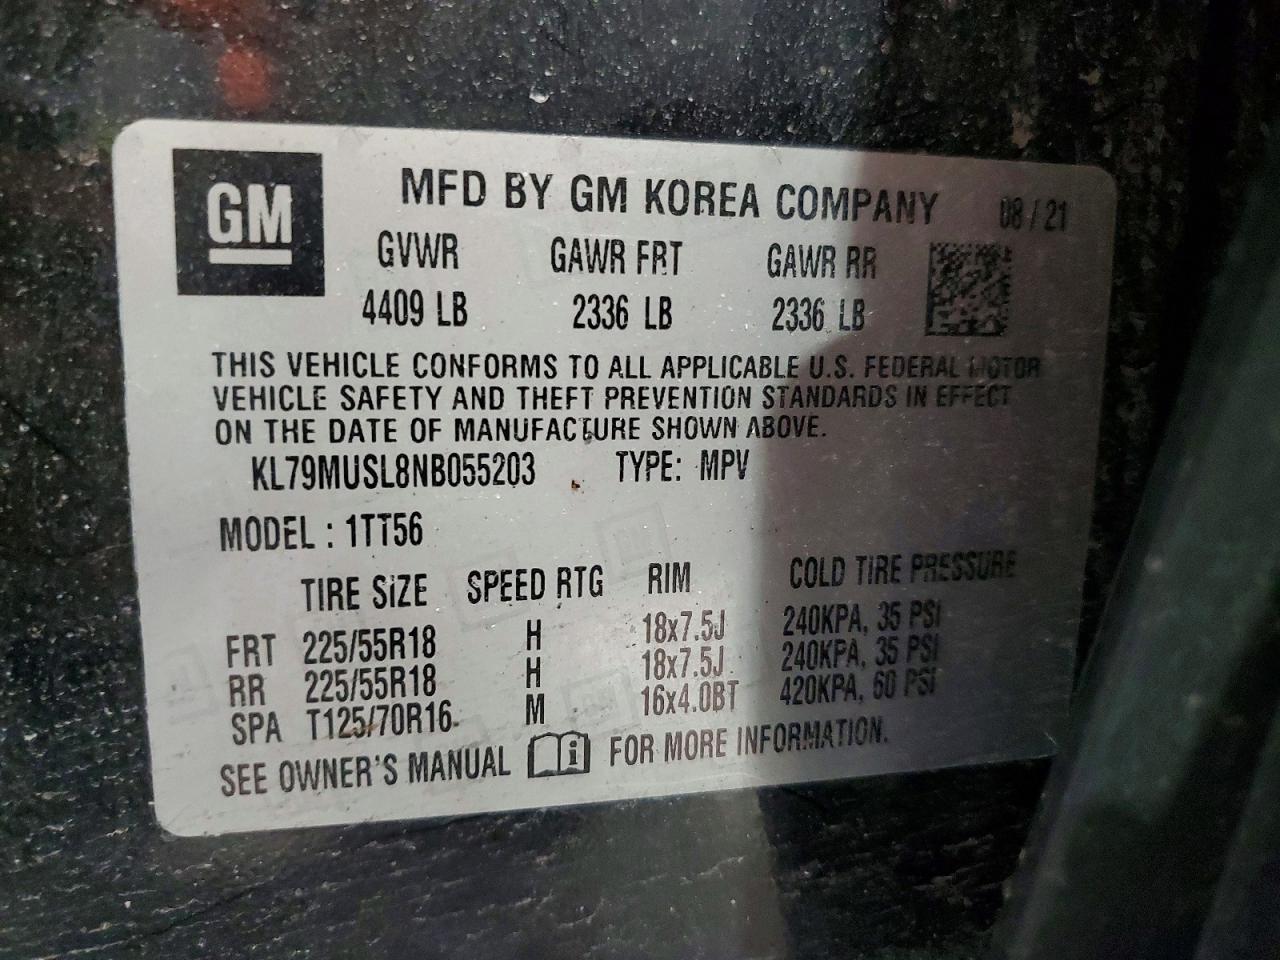 GM
MFD BY GM KOREA COMPANY 08/21
GVWR GAWR FRT GAWR RR
4409 LB 2336 LB 2336 LB
THIS VEHICLE CONFORMS TO ALL APPLICABLE U.S. FEDERAL MOTOR
VEHICLE SAFETY AND THEFT PREVENTION STANDARDS IN EFFECT
ON THE DATE OF MANUFACTURE SHOWN ABOVE.
KL79MUSL8NB055203 TYPE: MPV
MODEL : 1TT56
TIRE SIZE SPEED RTG RIM COLD TIRE PRESSURE
FRT 225/55R18 H 18x7.5J 240KPA, 35 PSI
RR 225/55R18 H 18x7.5J 240KPA, 35 PSI
SPA T125/70R16 M 16x4.0BT 420KPA, 60 PSI
SEE OWNER'S MANUAL i FOR MORE INFORMATION.